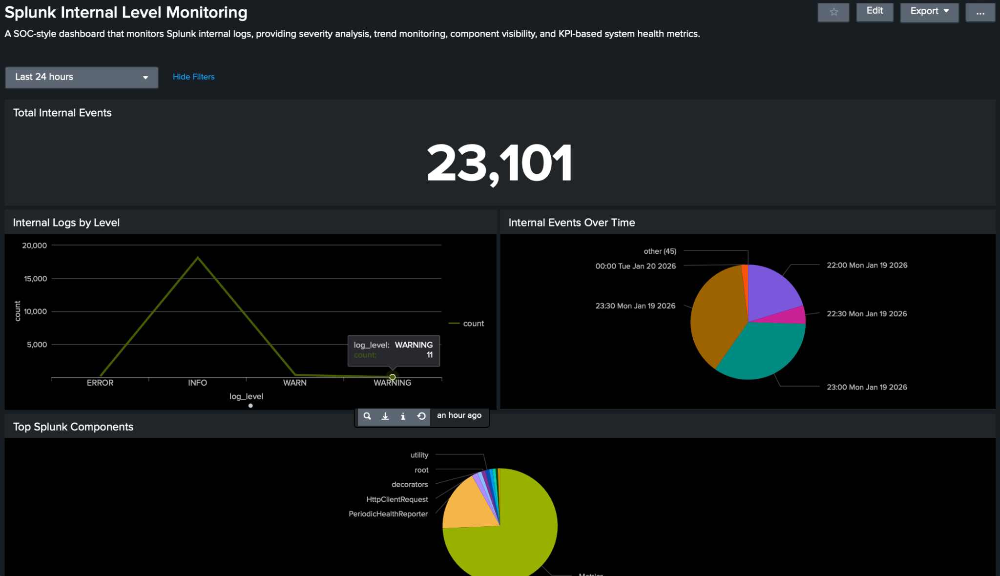 Splunk Internal Level Monitoring
Edit
Export
...
A SOC-style dashboard that monitors Splunk internal logs, providing severity analysis, trend monitoring, component visibility, and KPI-based system health metrics.
Last 24 hours
Hide Filters
Total Internal Events
23,101
Internal Logs by Level
20,000
15,000
10,000
5,000
count
count
log_level: WARNING
count: 11
ERROR
INFO
WARN
WARNING
log_level
an hour ago
Internal Events Over Time
other (45)
00:00 Tue Jan 20 2026
23:30 Mon Jan 19 2026
22:00 Mon Jan 19 2026
22:30 Mon Jan 19 2026
23:00 Mon Jan 19 2026
Top Splunk Components
utility
root
decorators
HttpClientRequest
PeriodicHealthReporter
Metrics